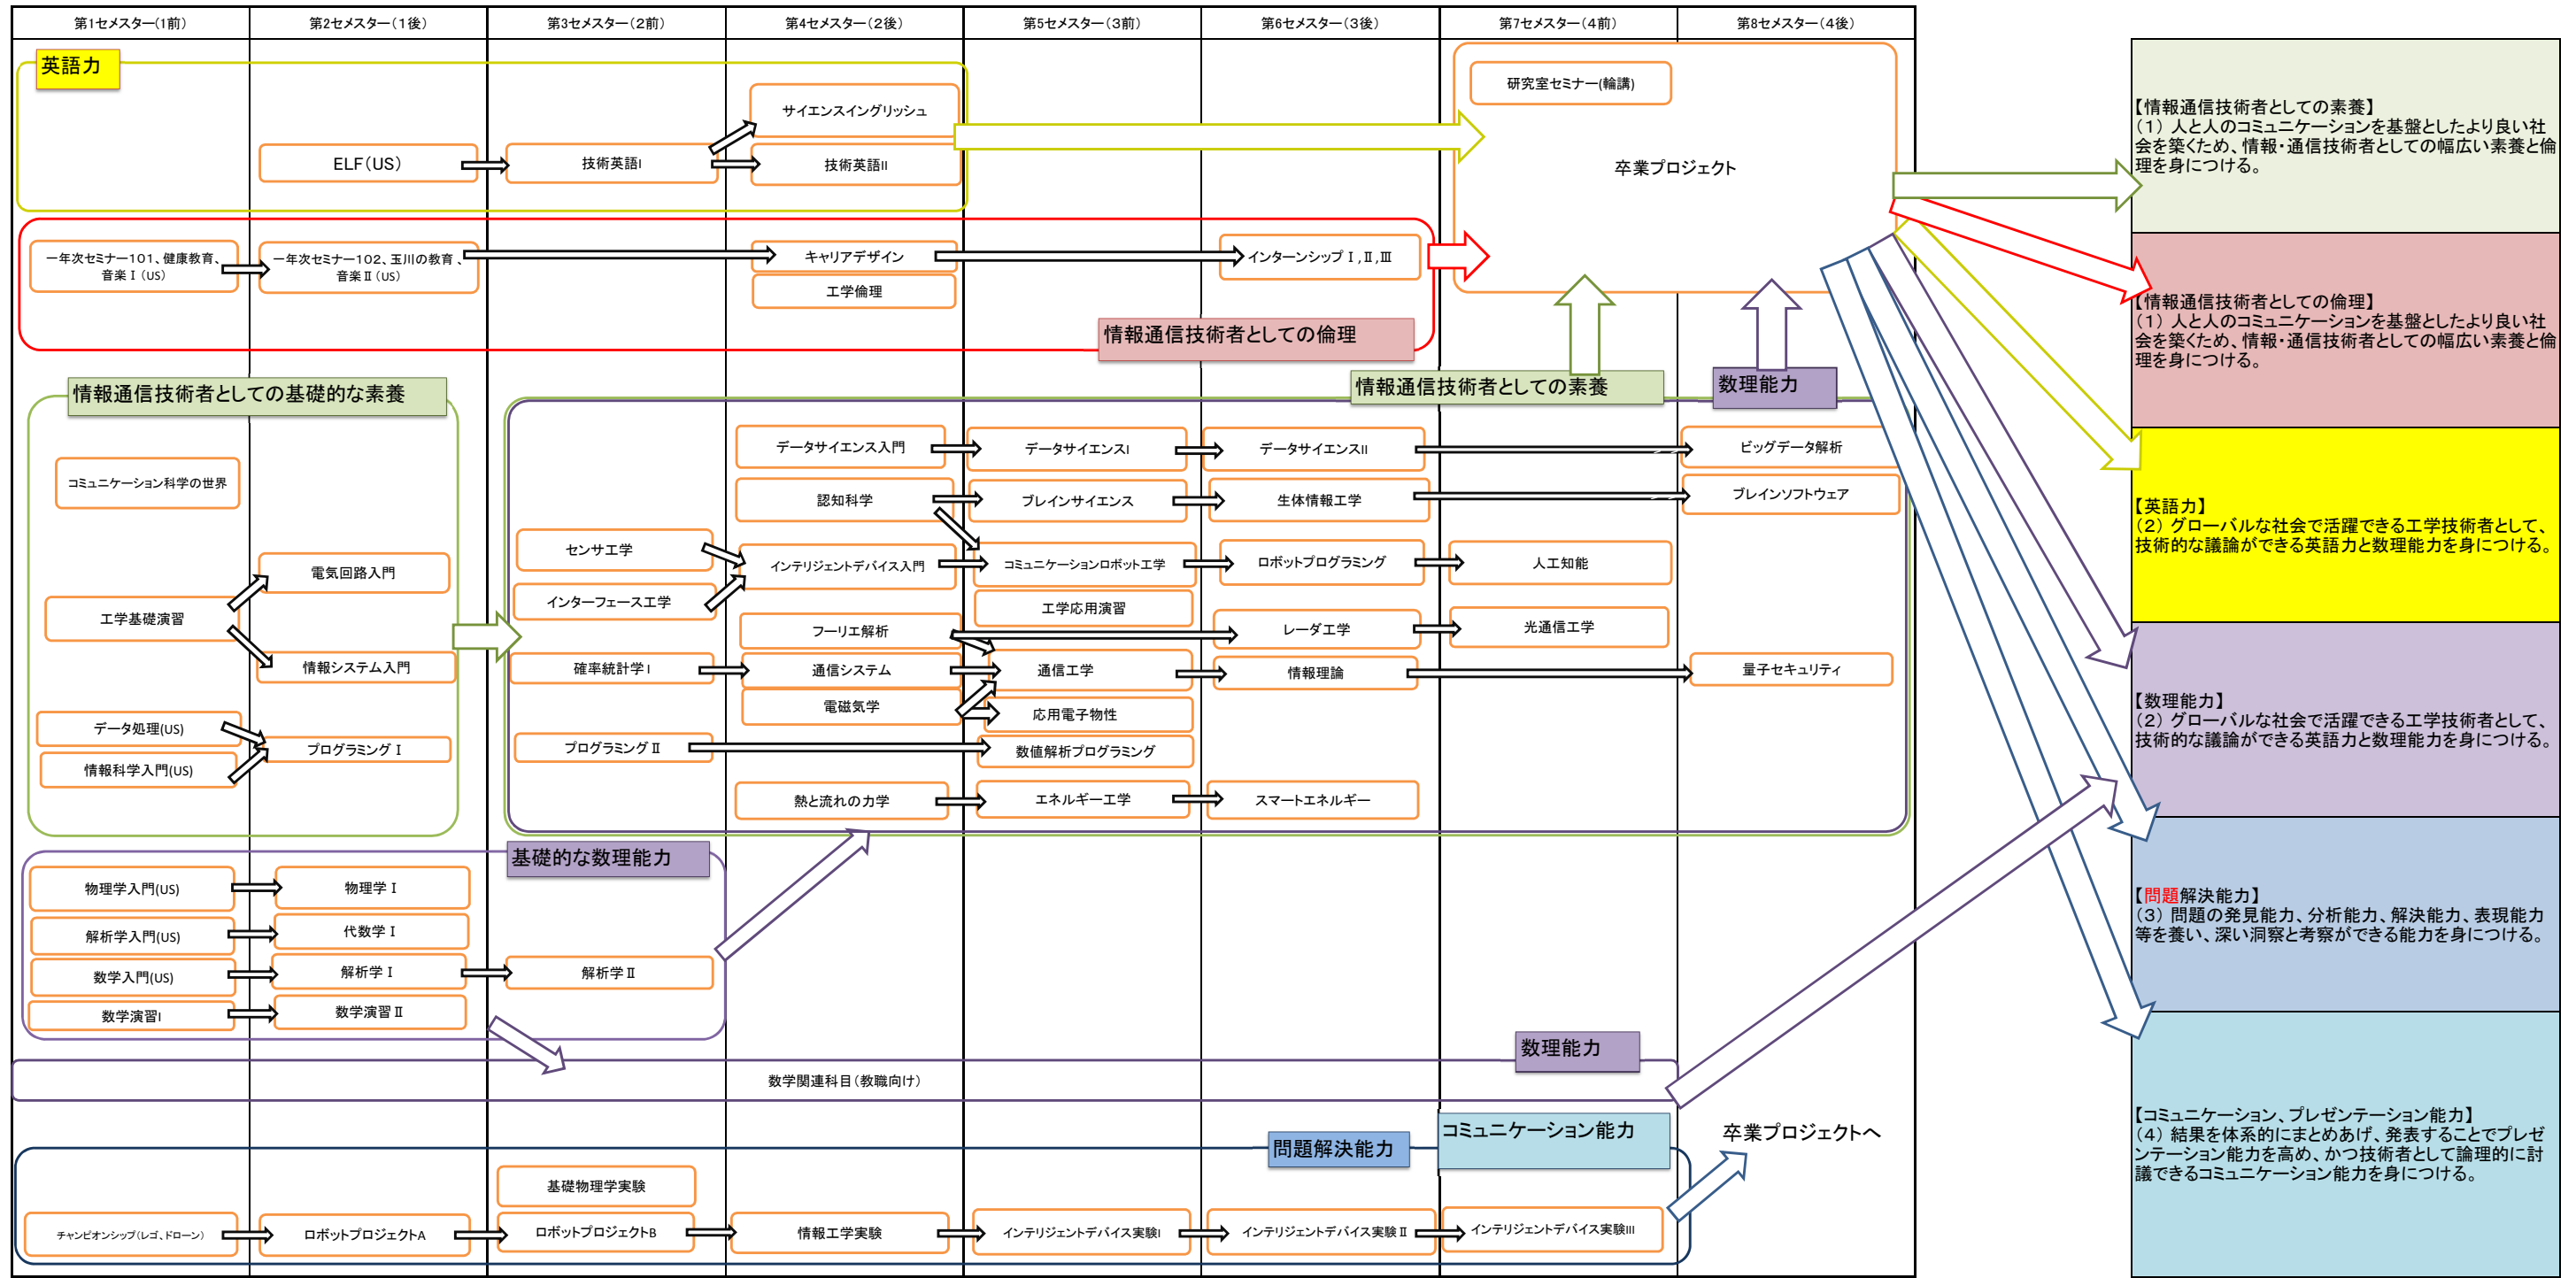 第1セメスター(1前)
第2セメスター(1後)
第3セメスター(2前)
第4セメスター(2後)
第5セメスター(3前)
第6セメスター(3後)
第7セメスター(4前)
第8セメスター(4後)
英語力
サイエンスイングリッシュ
ELF(US)
技術英語I
技術英語II
研究室セミナー(輪講)
卒業プロジェクト
一年次セミナー101、健康教育、
音楽Ⅰ(US)
一年次セミナー102、玉川の教育、
音楽Ⅱ(US)
キャリアデザイン
工学倫理
インターンシップⅠ,Ⅱ,Ⅲ
情報通信技術者としての倫理
情報通信技術者としての基礎的な素養
情報通信技術者としての素養
数理能力
コミュニケーション科学の世界
電気回路入門
工学基礎演習
情報システム入門
データ処理(US)
情報科学入門(US)
プログラミングⅠ
データサイエンス入門
データサイエンスI
データサイエンスII
ビッグデータ解析
認知科学
ブレインサイエンス
生体情報工学
ブレインソフトウェア
センサ工学
インターフェース工学
インテリジェントデバイス入門
コミュニケーションロボット工学
ロボットプログラミング
人工知能
工学応用演習
フーリエ解析
レーダ工学
光通信工学
確率統計学Ⅰ
通信システム
通信工学
情報理論
量子セキュリティ
電磁気学
応用電子物性
プログラミングⅡ
数値解析プログラミング
熱と流れの力学
エネルギー工学
スマートエネルギー
基礎的な数理能力
物理学入門(US)
物理学Ⅰ
解析学入門(US)
代数学Ⅰ
数学入門(US)
解析学Ⅰ
解析学Ⅱ
数学演習I
数学演習Ⅱ
数理能力
数学関連科目(教職向け)
問題解決能力
コミュニケーション能力
卒業プロジェクトへ
基礎物理学実験
チャンピオンシップ(レゴ、ドローン)
ロボットプロジェクトA
ロボットプロジェクトB
情報工学実験
インテリジェントデバイス実験I
インテリジェントデバイス実験Ⅱ
インテリジェントデバイス実験III
【情報通信技術者としての素養】
(1) 人と人のコミュニケーションを基盤としたより良い社
会を築くため、情報・通信技術者としての幅広い素養と倫
理を身につける。
【情報通信技術者としての倫理】
(1) 人と人のコミュニケーションを基盤としたより良い社
会を築くため、情報・通信技術者としての幅広い素養と倫
理を身につける。
【英語力】
(2) グローバルな社会で活躍できる工学技術者として、
技術的な議論ができる英語力と数理能力を身につける。
【数理能力】
(2) グローバルな社会で活躍できる工学技術者として、
技術的な議論ができる英語力と数理能力を身につける。
【問題解決能力】
(3) 問題の発見能力、分析能力、解決能力、表現能力
等を養い、深い洞察と考察ができる能力を身につける。
【コミュニケーション、プレゼンテーション能力】
(4) 結果を体系的にまとめあげ、発表することでプレゼ
ンテーション能力を高め、かつ技術者として論理的に討
議できるコミュニケーション能力を身につける。